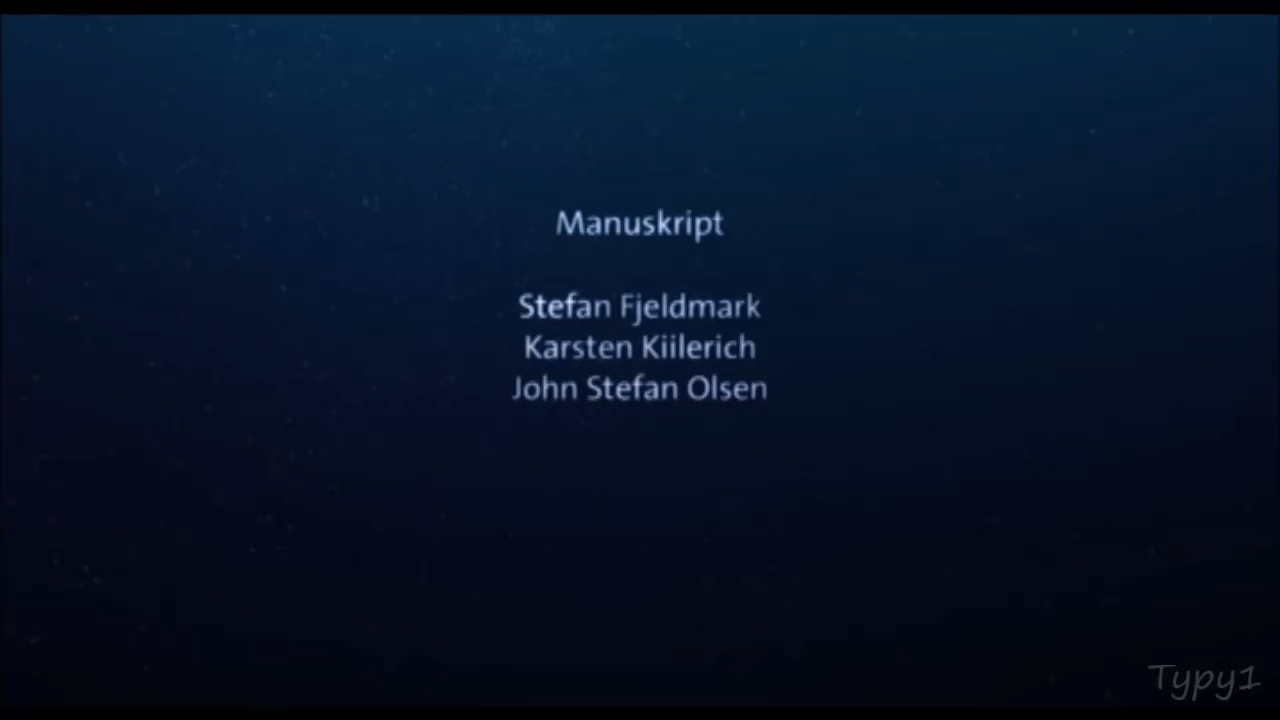 Manuskript
Stefan Fjeldmark
Karsten Kiilerich
John Stefan Olsen
Typy1